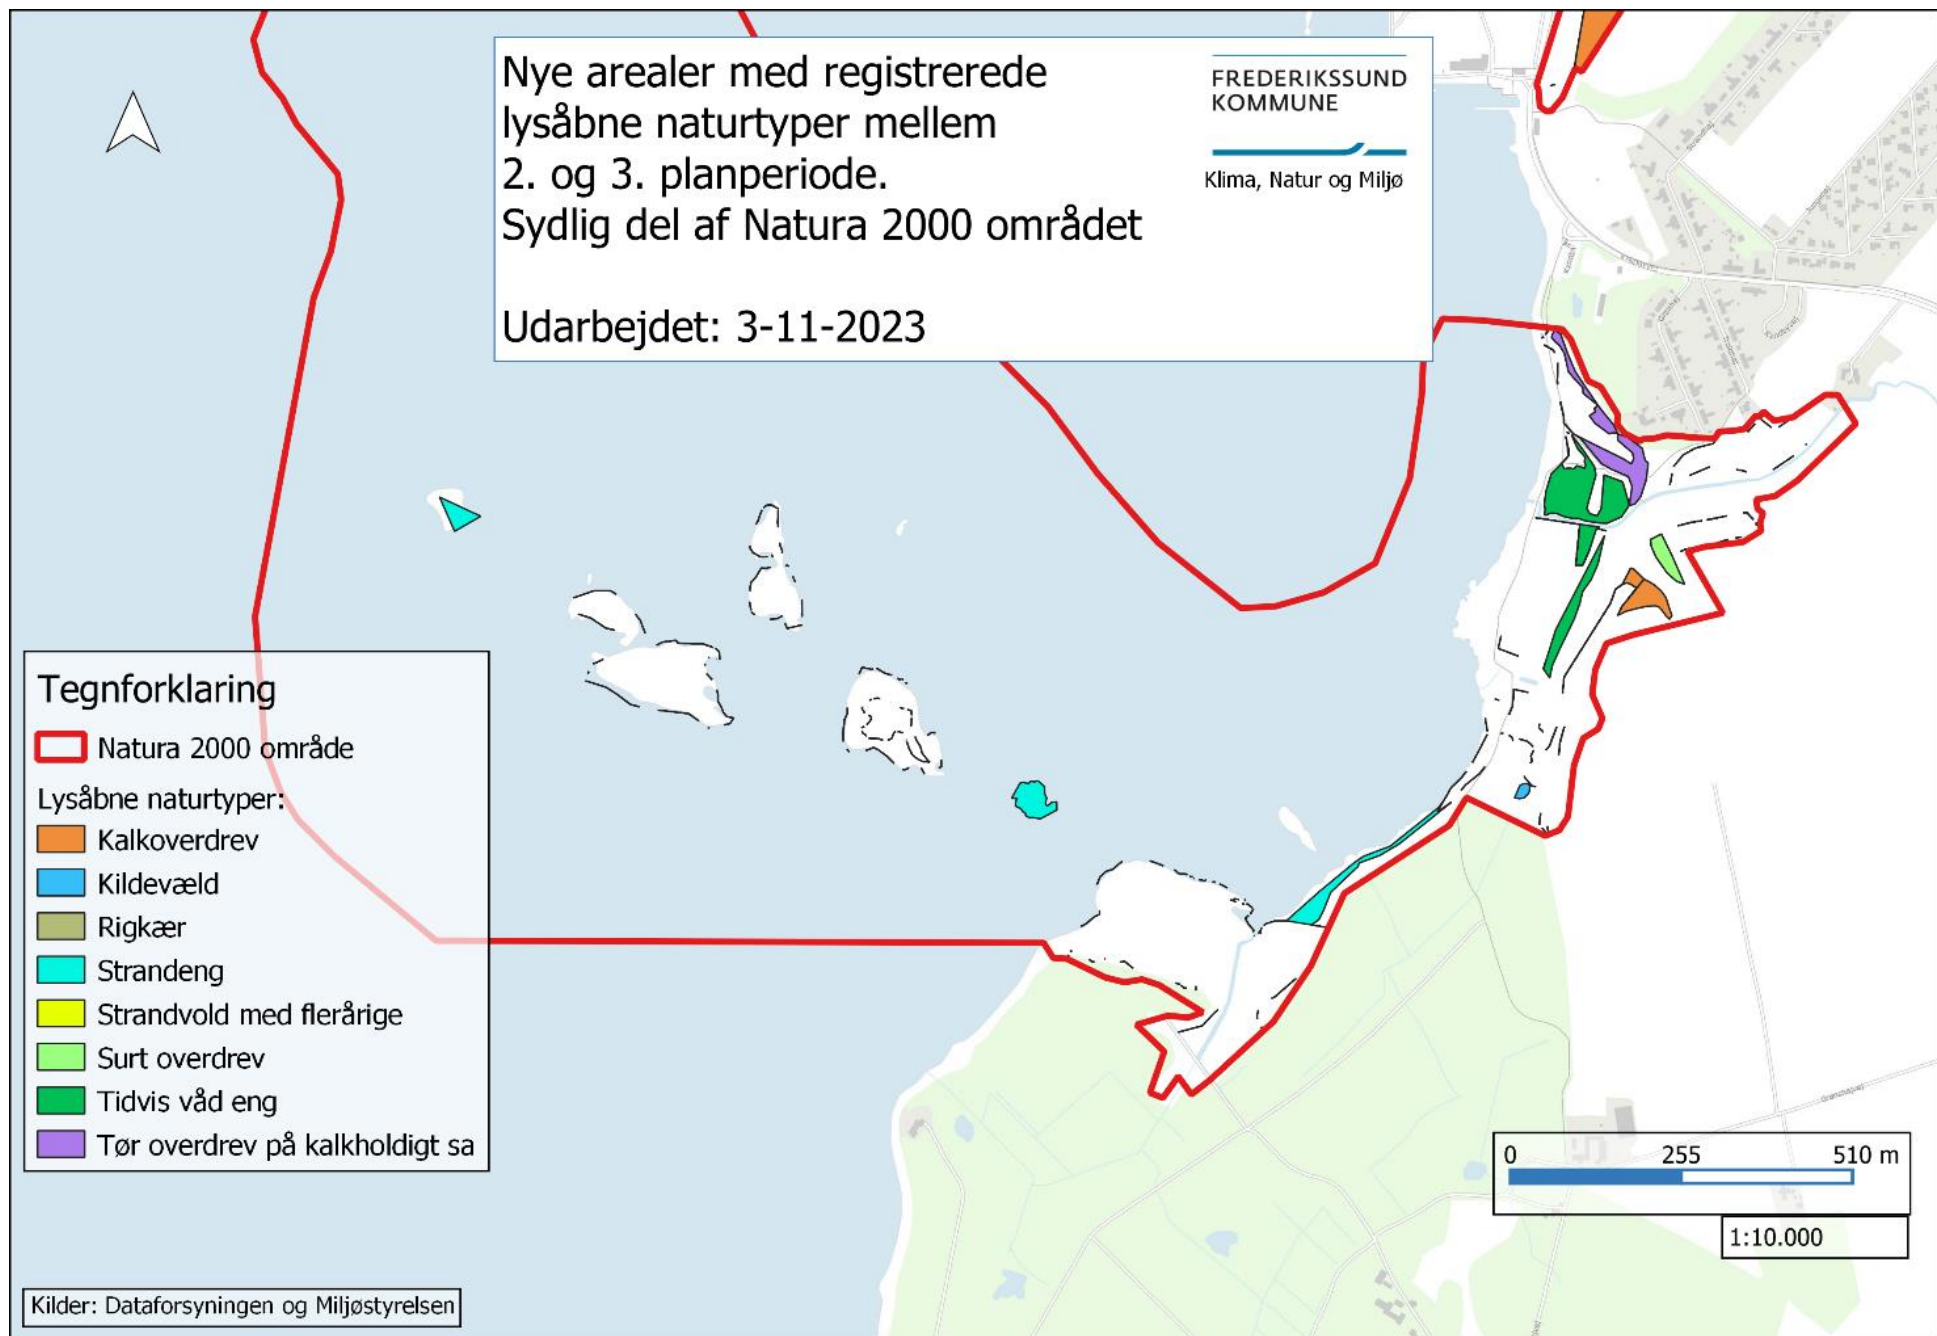 Nye arealer med registrerede
lysåbne naturtyper mellem
2. og 3. planperiode.
Sydlig del af Natura 2000 området
Udarbejdet: 3-11-2023
FREDERIKSSUND
KOMMUNE
Klima, Natur og Miljø
Tegnforklaring
Natura 2000 område
Lysåbne naturtyper:
Kalkoverdrev
Kildevæld
Rigkær
Strandeng
Strandvold med flerårige
Surt overdrev
Tidvis våd eng
Tør overdrev på kalkholdigt sa
0 255 510 m
1:10.000
Kilder: Dataforsyningen og Miljøstyrelsen